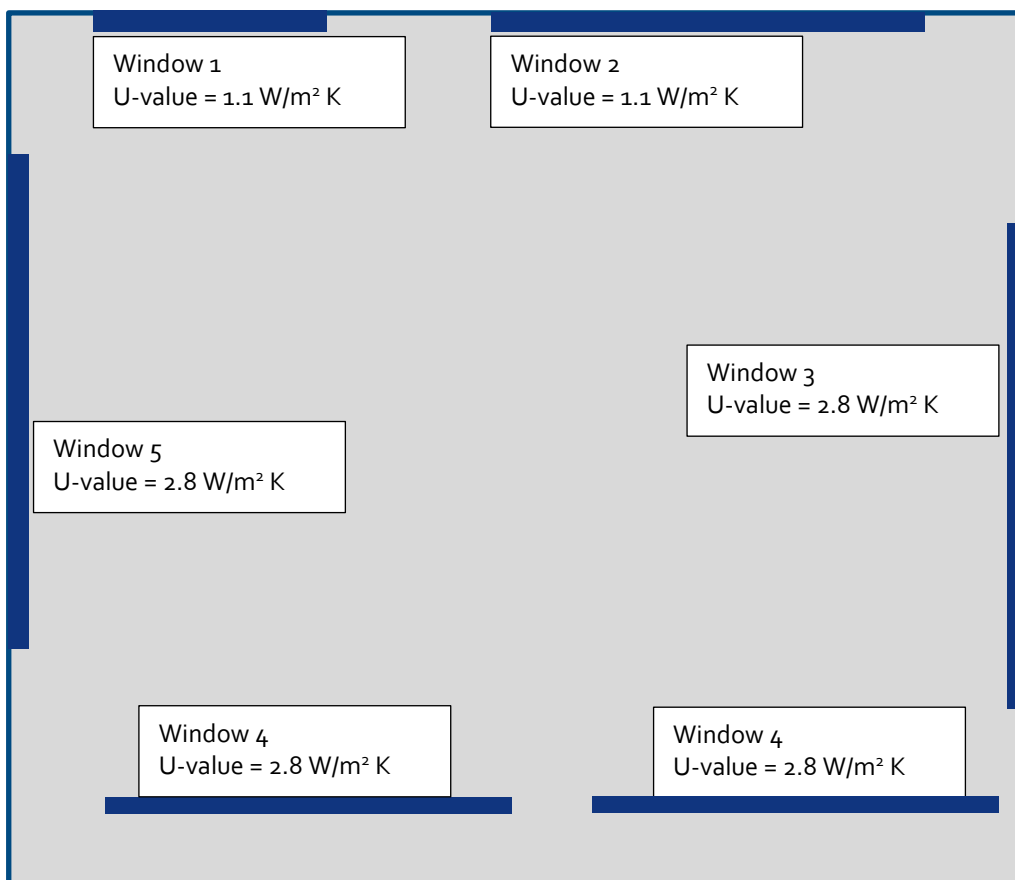 Window 1
U-value = 1.1 W/m² K
Window 2
U-value = 1.1 W/m² K
Window 3
U-value = 2.8 W/m² K
Window 5
U-value = 2.8 W/m² K
Window 4
U-value = 2.8 W/m² K
Window 4
U-value = 2.8 W/m² K